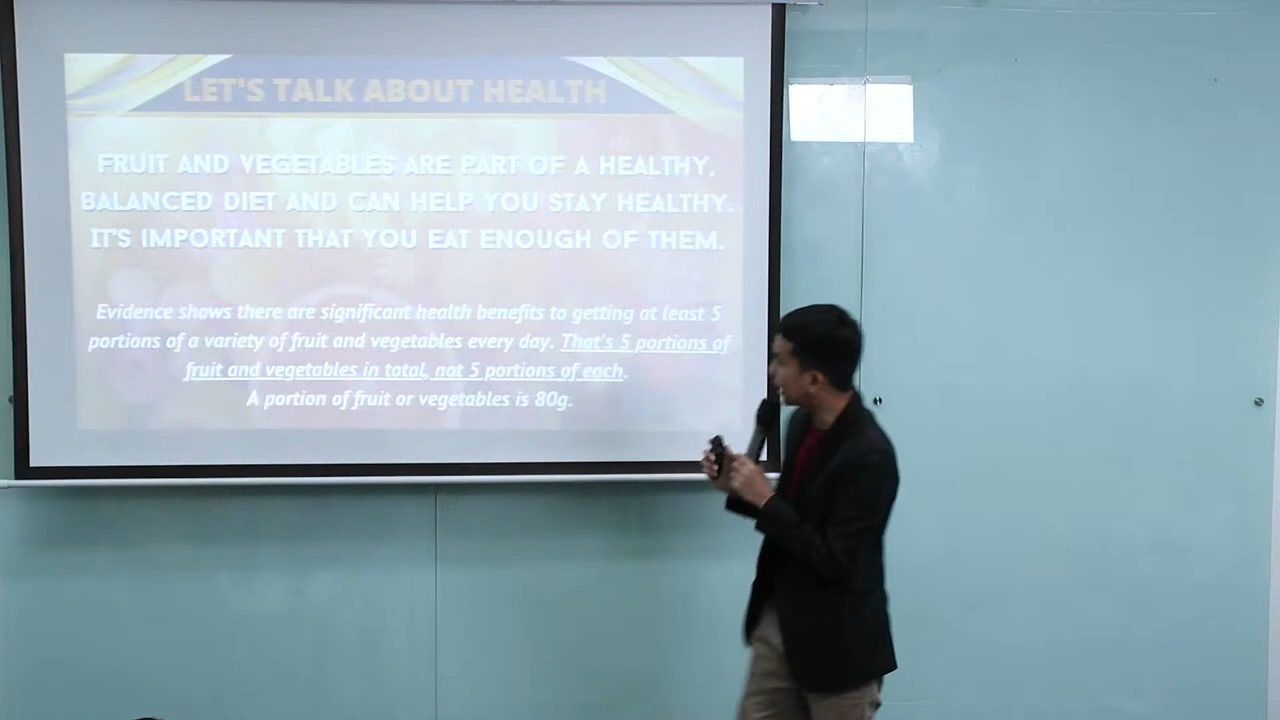 LET'S TALK ABOUT HEALTH
FRUIT AND VEGETABLES ARE PART OF A HEALTHY,
BALANCED DIET AND CAN HELP YOU STAY HEALTHY.
IT'S IMPORTANT THAT YOU EAT ENOUGH OF THEM.
Evidence shows there are significant health benefits to getting at least 5
portions of a variety of fruit and vegetables every day. That's 5 portions of
fruit and vegetables in total, not 5 portions of each.
A portion of fruit or vegetables is 80g.